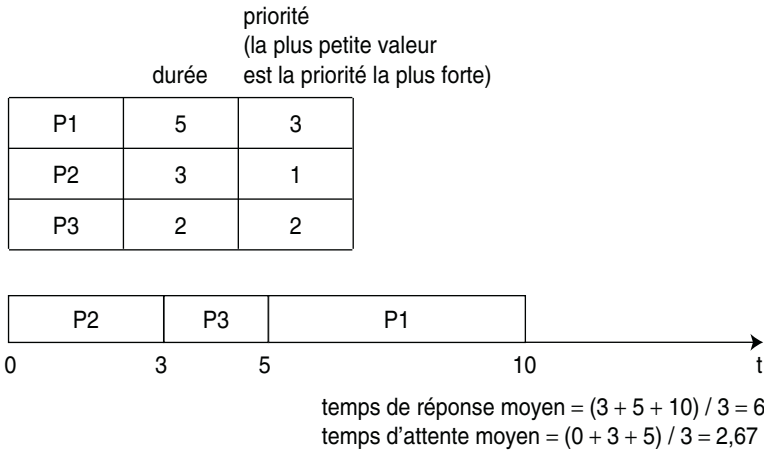 priorité
(la plus petite valeur
durée est la priorité la plus forte)
P1 5 3
P2 3 1
P3 2 2
P2 P3 P1
0 3 5 10 t
temps de réponse moyen = (3 + 5 + 10) / 3 = 6
temps d'attente moyen = (0 + 3 + 5) / 3 = 2,67